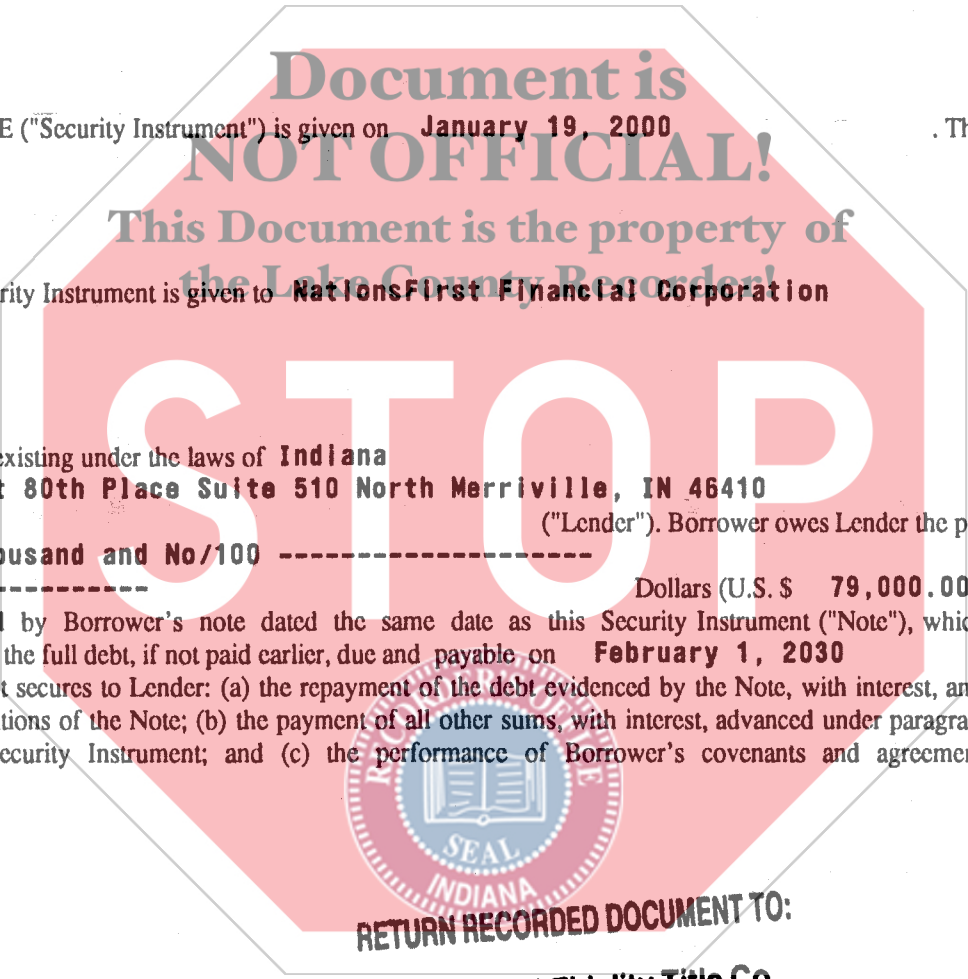 Document is
E ("Security Instrument") is given on January 19, 2000 . Th
NOT OFFICIAL!
This Document is the property of
the Lake County Recorder!
rity Instrument is given to NationsFirst Financial Corporation
STOP
existing under the laws of Indiana
t 80th Place Suite 510 North Merriville, IN 46410
("Lender"). Borrower owes Lender the p
ousand and No/100 --------------------
----------- Dollars (U.S. $ 79,000.00
d by Borrower's note dated the same date as this Security Instrument ("Note"), whic
the full debt, if not paid earlier, due and payable on February 1, 2030
t secures to Lender: (a) the repayment of the debt evidenced by the Note, with interest, an
tions of the Note; (b) the payment of all other sums, with interest, advanced under paragra
ecurity Instrument; and (c) the performance of Borrower's covenants and agreemen
RECORDER OFFICE
SEAL
INDIANA
RETURN RECORDED DOCUMENT TO:
Title Co